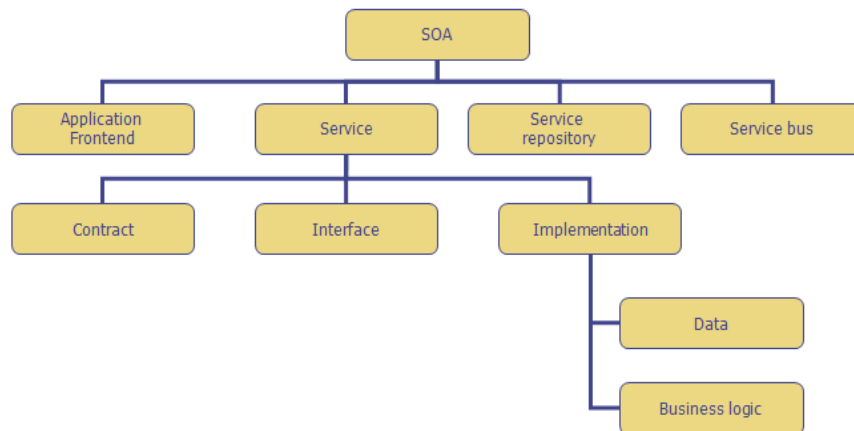 SOA
Application
Frontend
Service
Service
repository
Service bus
Contract
Interface
Implementation
Data
Business logic